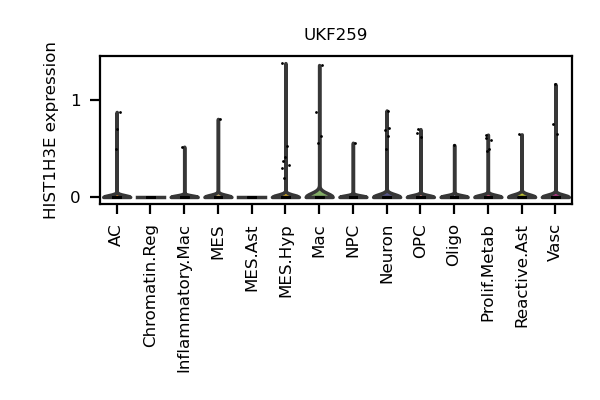 UKF259
HIST1H3E expression
1
0
AC
Chromatin.Reg
Inflammatory.Mac
MES
MES.Ast
MES.Hyp
Mac
NPC
Neuron
OPC
Oligo
Prolif.Metab
Reactive.Ast
Vasc